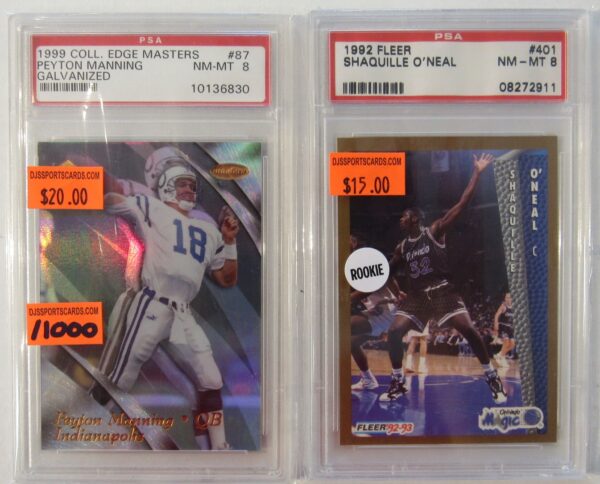 PSA
1999 COLL. EDGE MASTERS #87
PEYTON MANNING NM-MT 8
GALVANIZED
10136830
DJSSPORTSCARDS.COM
$20.00
18
DJSSPORTSCARDS.COM
/1000
Peyton Manning • QB
Indianapolis
PSA
1992 FLEER #401
SHAQUILLE O'NEAL NM-MT 8
08272911
DJSSPORTSCARDS.COM
$15.00
SHAQUILLE
O'NEAL C
ROOKIE
Orlando
32
FLEER '92-93
Orlando
Magic